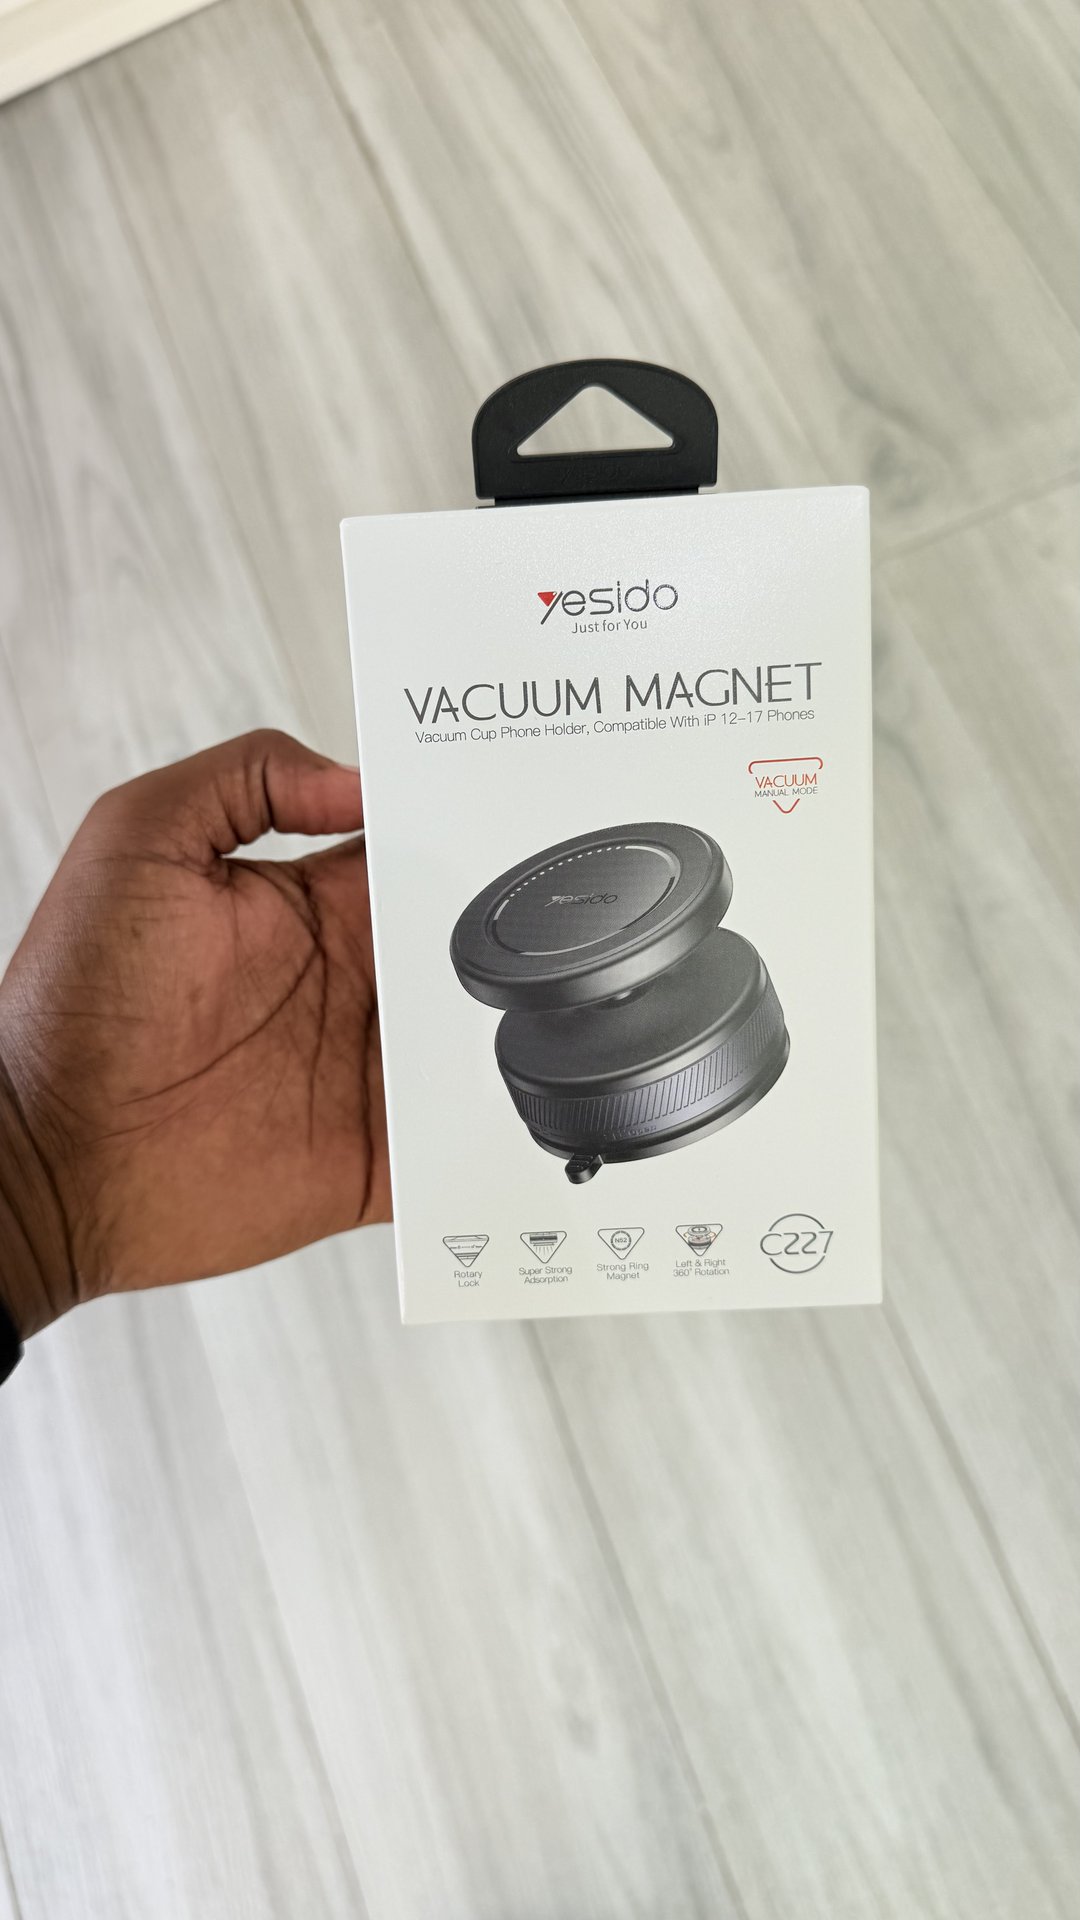 yesido
yesido
Just for You
VACUUM MAGNET
Vacuum Cup Phone Holder, Compatible With iP 12-17 Phones
VACUUM
MANUAL MODE
yesido
N52
Rotary
Lock
Super Strong
Adsorption
Strong Ring
Magnet
Left & Right
360° Rotation
C227